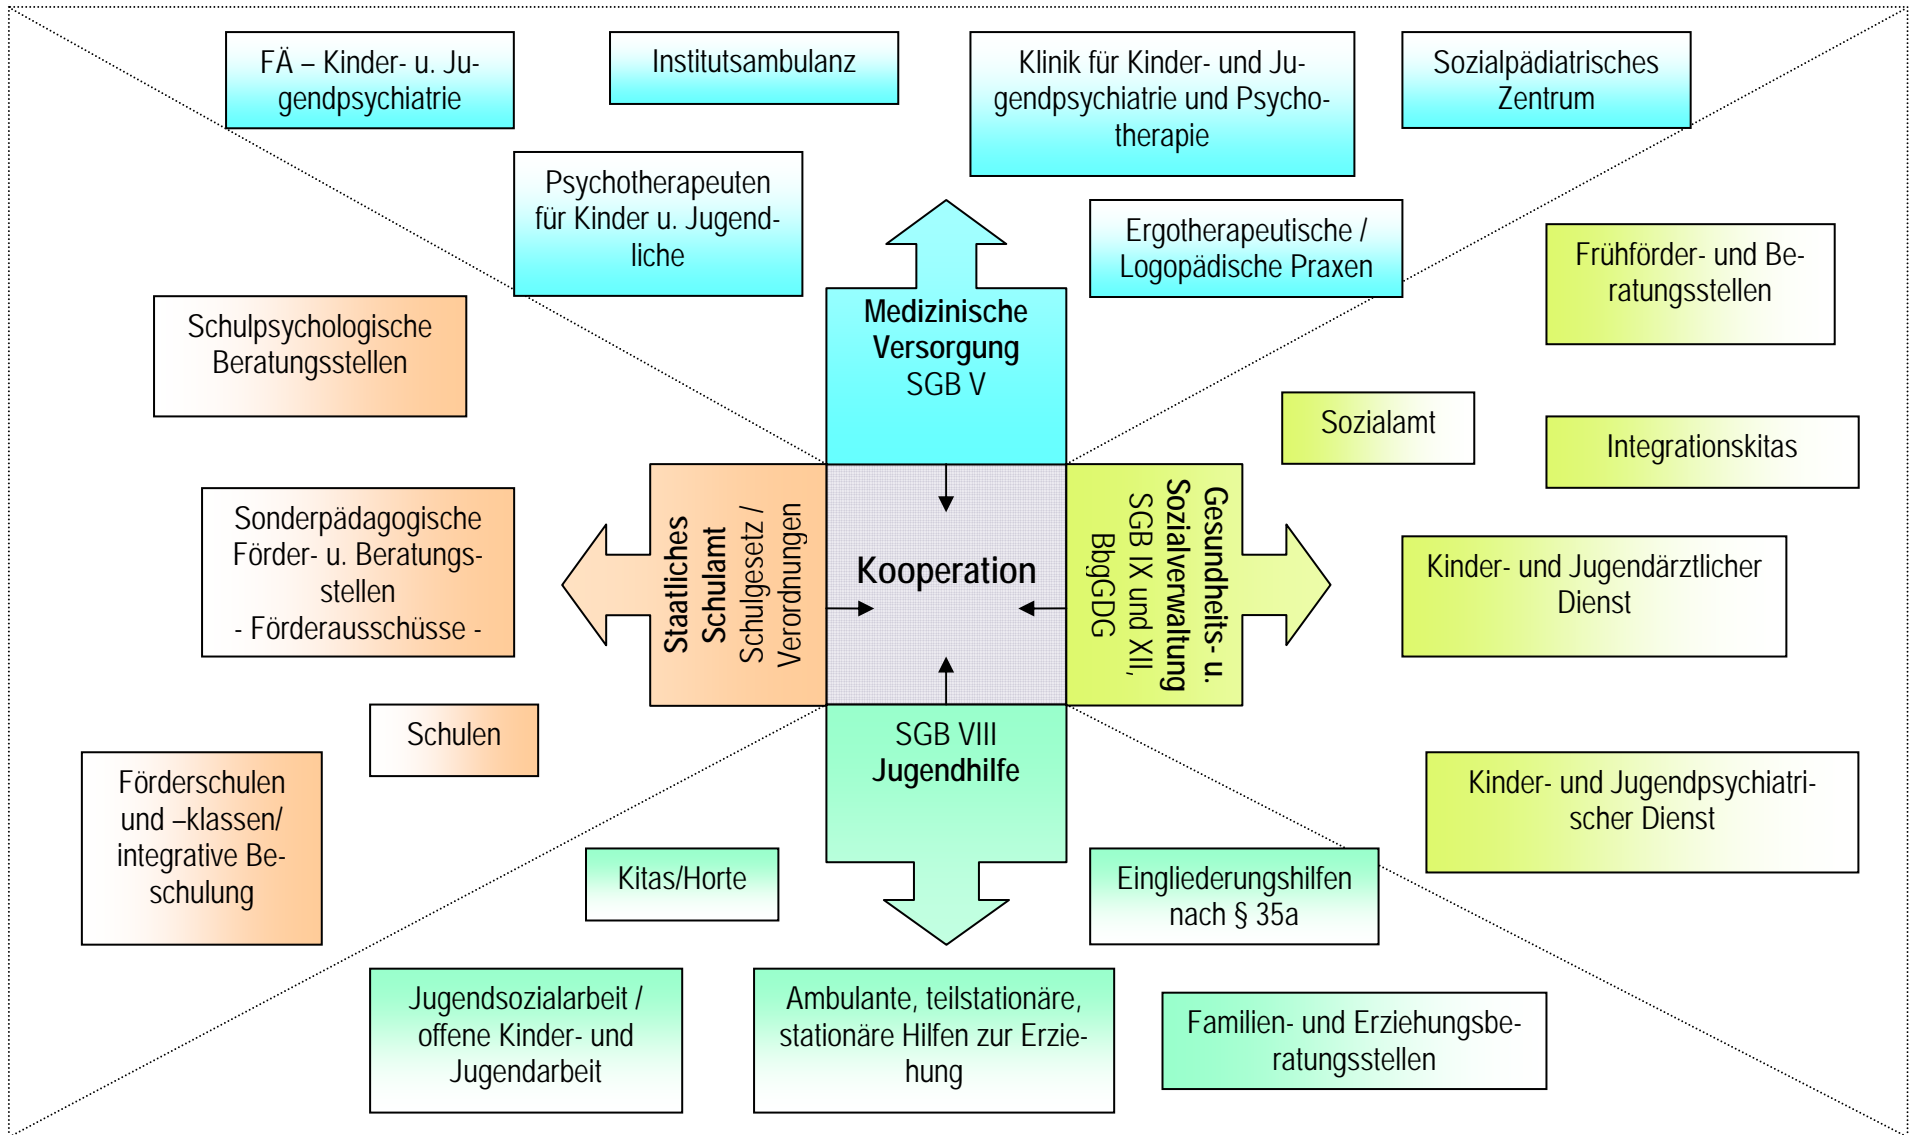 FÄ – Kinder- u. Ju-
gendpsychiatrie
Institutsambulanz
Klinik für Kinder- und Ju-
gendpsychiatrie und Psycho-
therapie
Sozialpädiatrisches
Zentrum
Psychotherapeuten
für Kinder u. Jugend-
liche
Ergotherapeutische /
Logopädische Praxen
Medizinische
Versorgung
SGB V
Schulpsychologische
Beratungsstellen
Sonderpädagogische
Förder- u. Beratungs-
stellen
- Förderausschüsse -
Schulen
Förderschulen
und –klassen/
integrative Be-
schulung
Staatliches
Schulamt
Schulgesetz /
Verordnungen
Kooperation
Gesundheits- u.
Sozialverwaltung
SGB IX und XII,
BbgGDG
Frühförder- und Be-
ratungsstellen
Sozialamt
Integrationskitas
Kinder- und Jugendärztlicher
Dienst
Kinder- und Jugendpsychiatri-
scher Dienst
SGB VIII
Jugendhilfe
Kitas/Horte
Eingliederungshilfen
nach § 35a
Jugendsozialarbeit /
offene Kinder- und
Jugendarbeit
Ambulante, teilstationäre,
stationäre Hilfen zur Erzie-
hung
Familien- und Erziehungsbe-
ratungsstellen